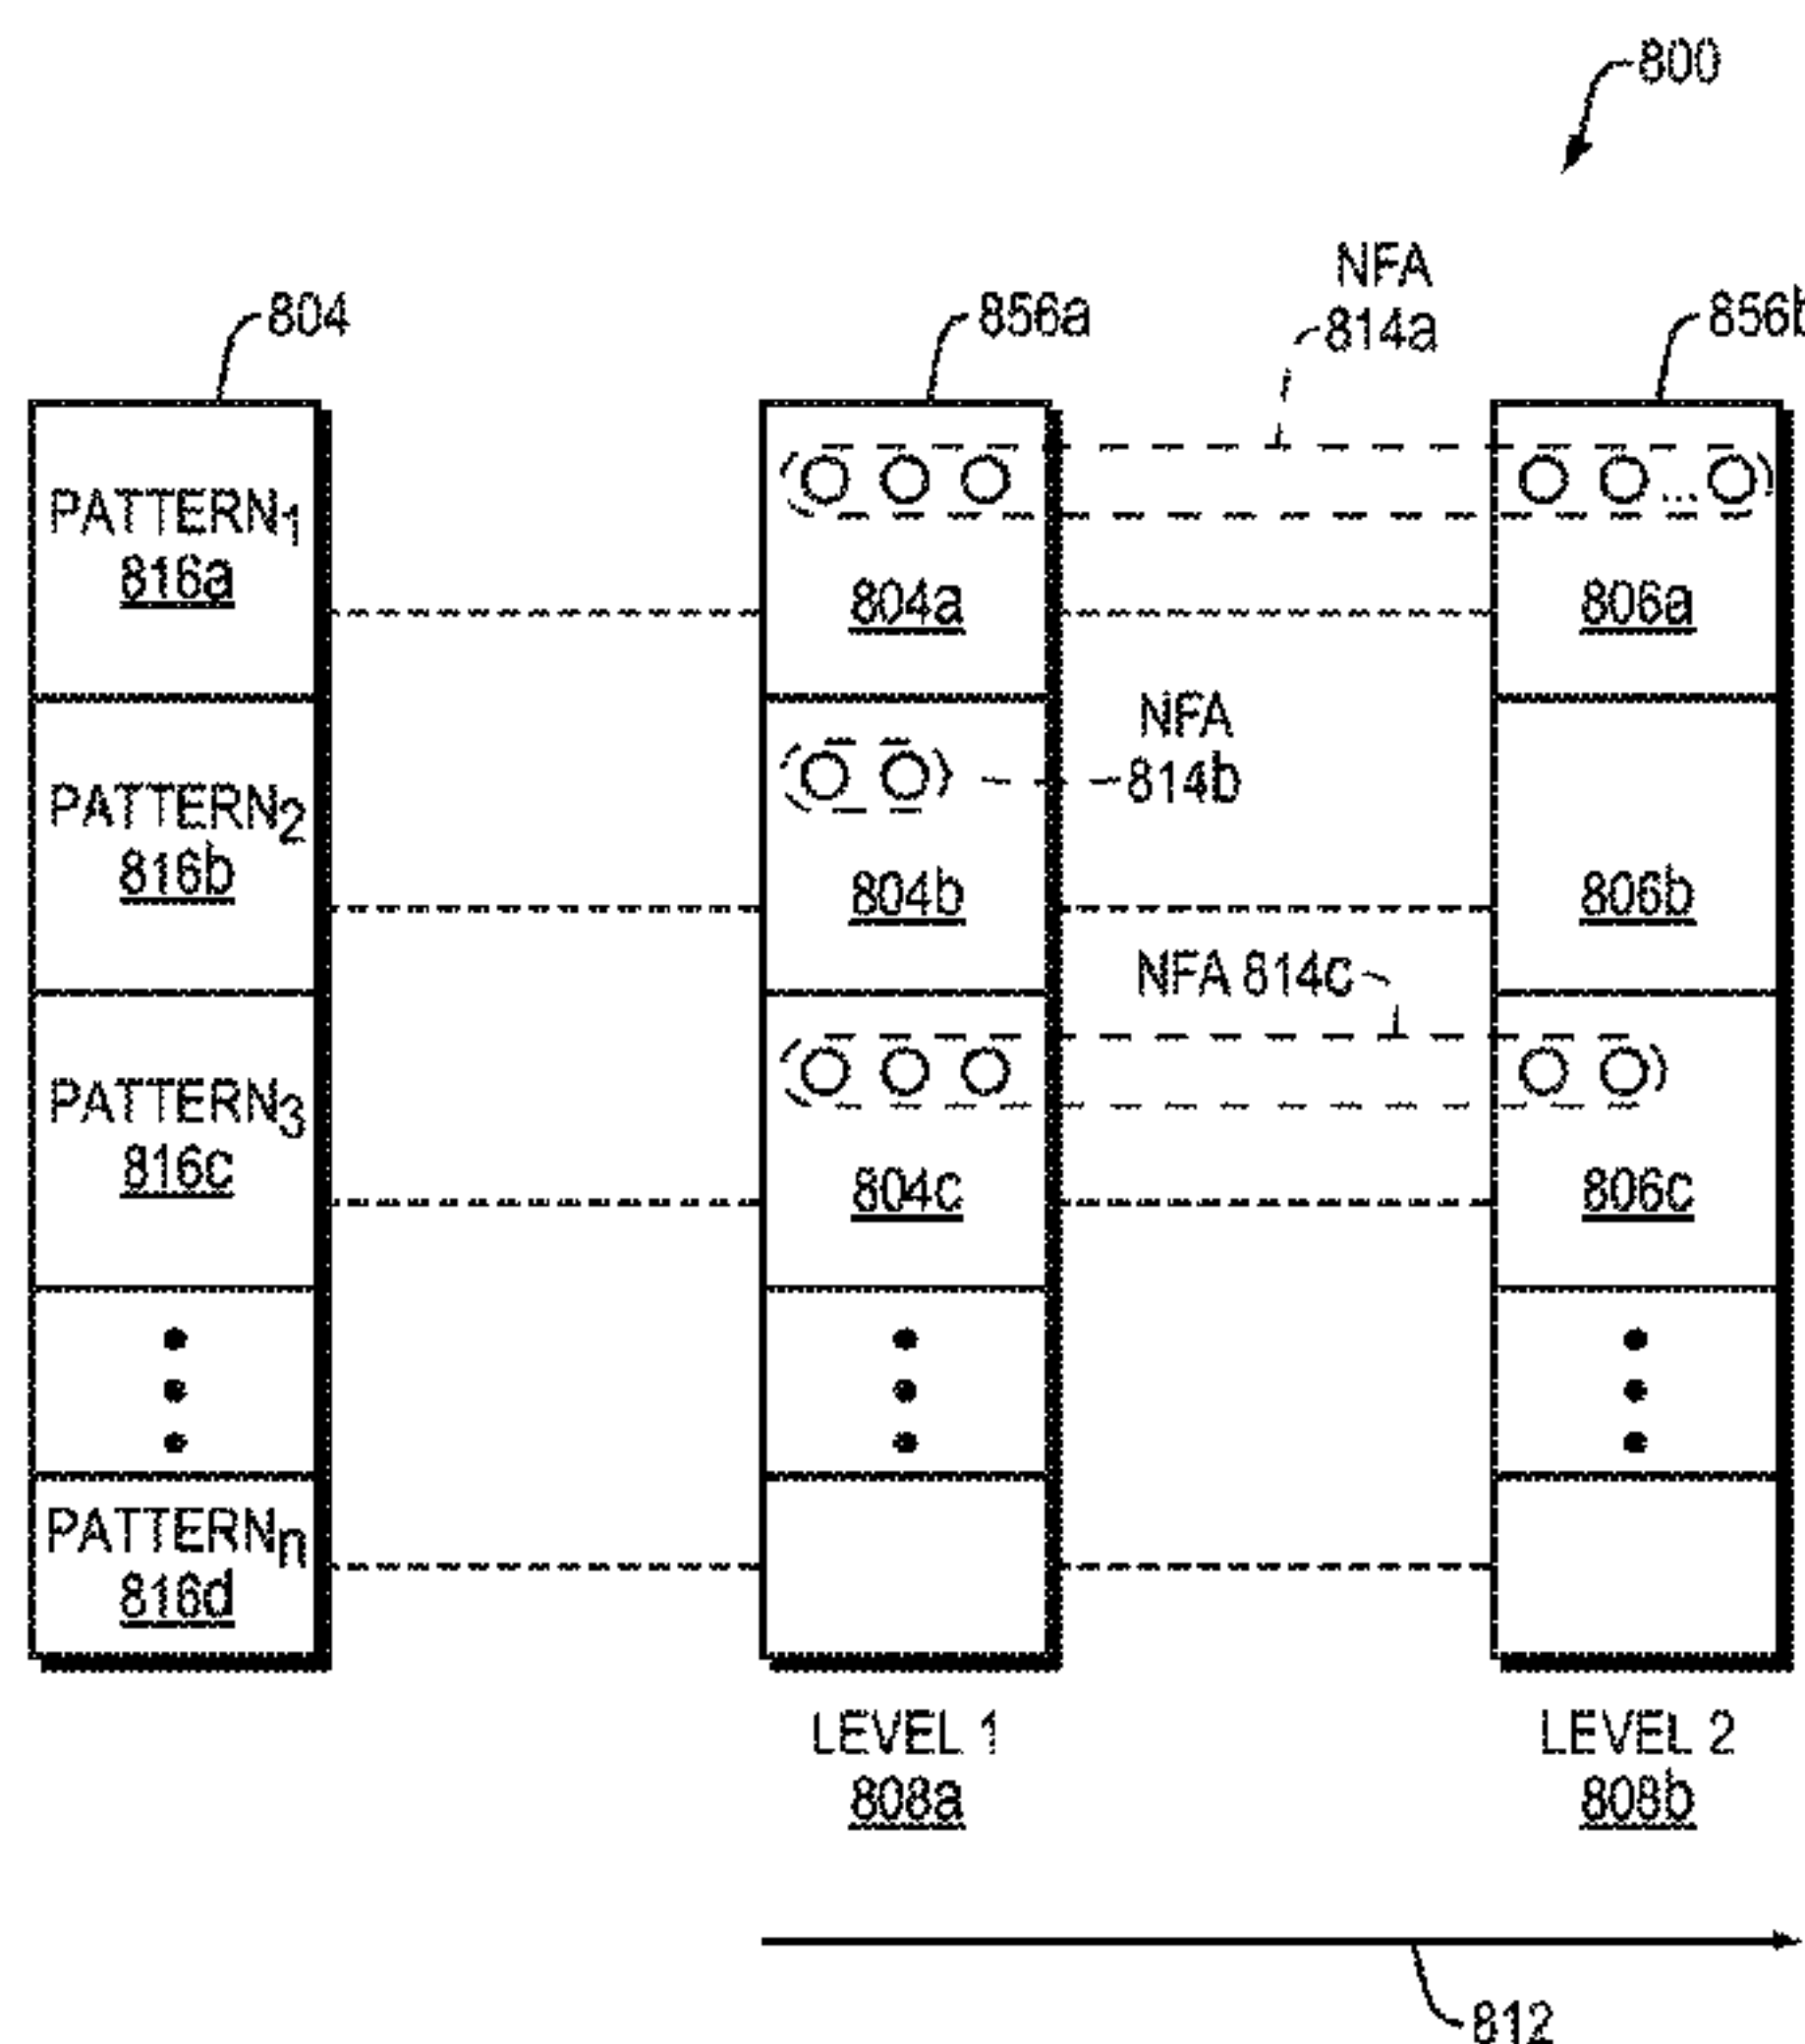 800
NFA
814a
804
856a
856b
PATTERN1
816a
804a
806a
NFA
814b
PATTERN2
816b
804b
806b
NFA 814c
PATTERN3
816c
804c
806c
PATTERNn
816d
LEVEL 1
808a
LEVEL 2
808b
812